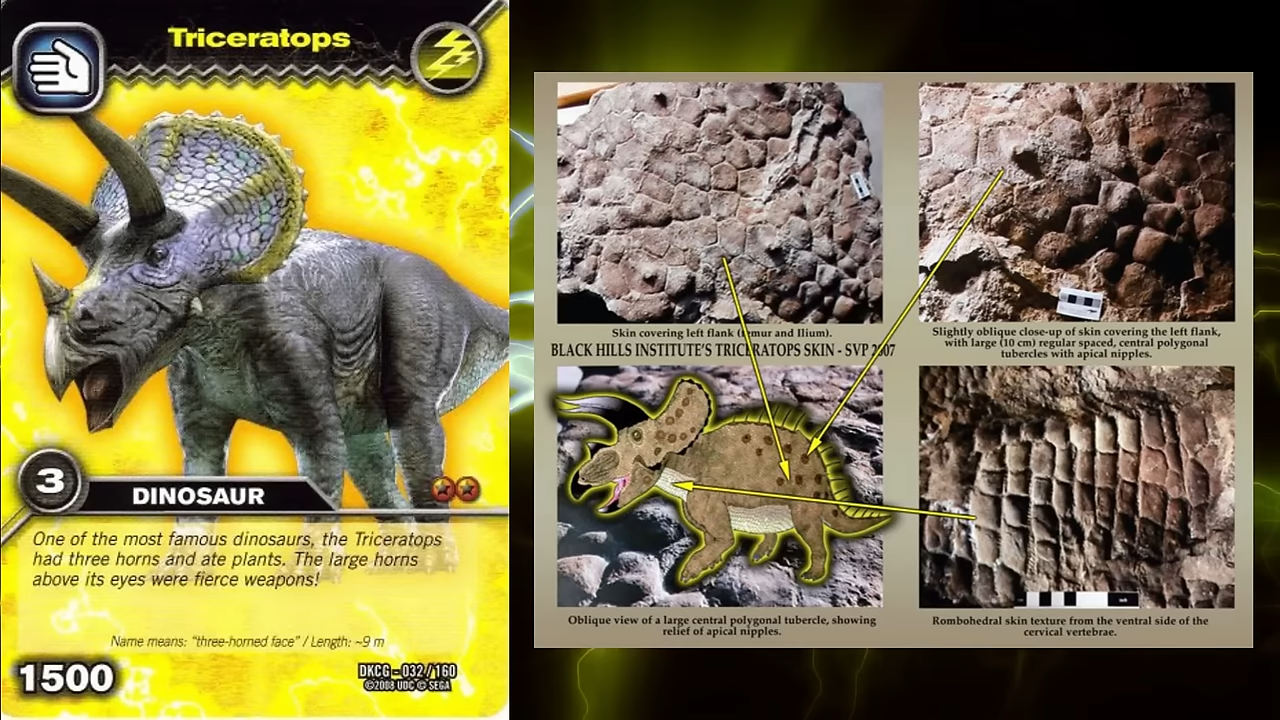 Triceratops
3
DINOSAUR
One of the most famous dinosaurs, the Triceratops
had three horns and ate plants. The large horns
above its eyes were fierce weapons!
Name means: "three-horned face" / Length: ~9 m
1500
DKCG - 032/160
©2008 UDC © SEGA
Skin covering left flank (femur and Ilium).
Slightly oblique close-up of skin covering the left flank,
with large (10 cm) regular spaced, central polygonal
tubercles with apical nipples.
BLACK HILLS INSTITUTE'S TRICERATOPS SKIN - SVP 2007
Oblique view of a large central polygonal tubercle, showing
relief of apical nipples.
Rombohedral skin texture from the ventral side of the
cervical vertebrae.